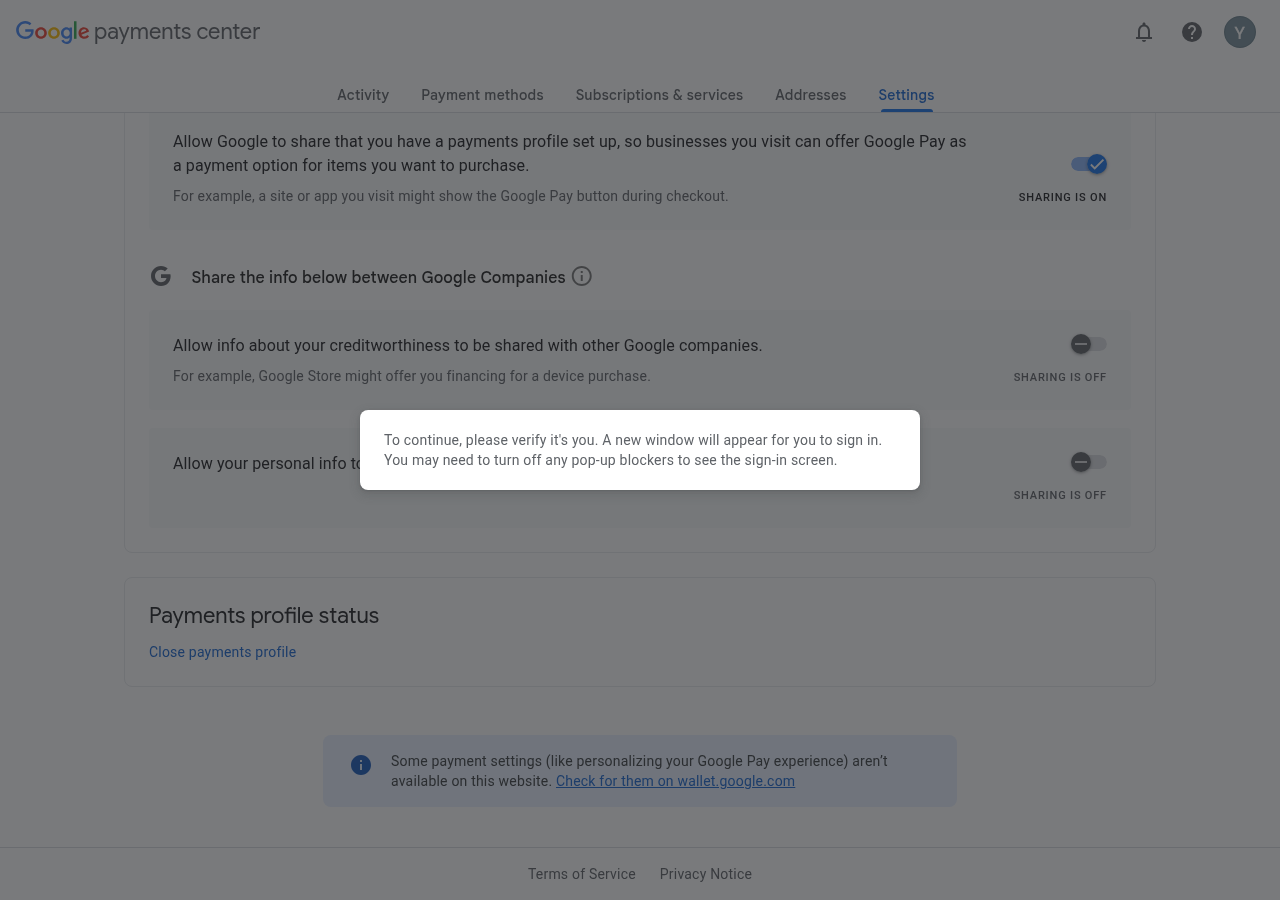 Google payments center
Y
Activity
Payment methods
Subscriptions & services
Addresses
Settings
Allow Google to share that you have a payments profile set up, so businesses you visit can offer Google Pay as
a payment option for items you want to purchase.
For example, a site or app you visit might show the Google Pay button during checkout.
SHARING IS ON
Share the info below between Google Companies
Allow info about your creditworthiness to be shared with other Google companies.
For example, Google Store might offer you financing for a device purchase.
SHARING IS OFF
To continue, please verify it's you. A new window will appear for you to sign in.
You may need to turn off any pop-up blockers to see the sign-in screen.
Allow your personal info
SHARING IS OFF
Payments profile status
Close payments profile
Some payment settings (like personalizing your Google Pay experience) aren't
available on this website. Check for them on wallet.google.com
Terms of Service
Privacy Notice